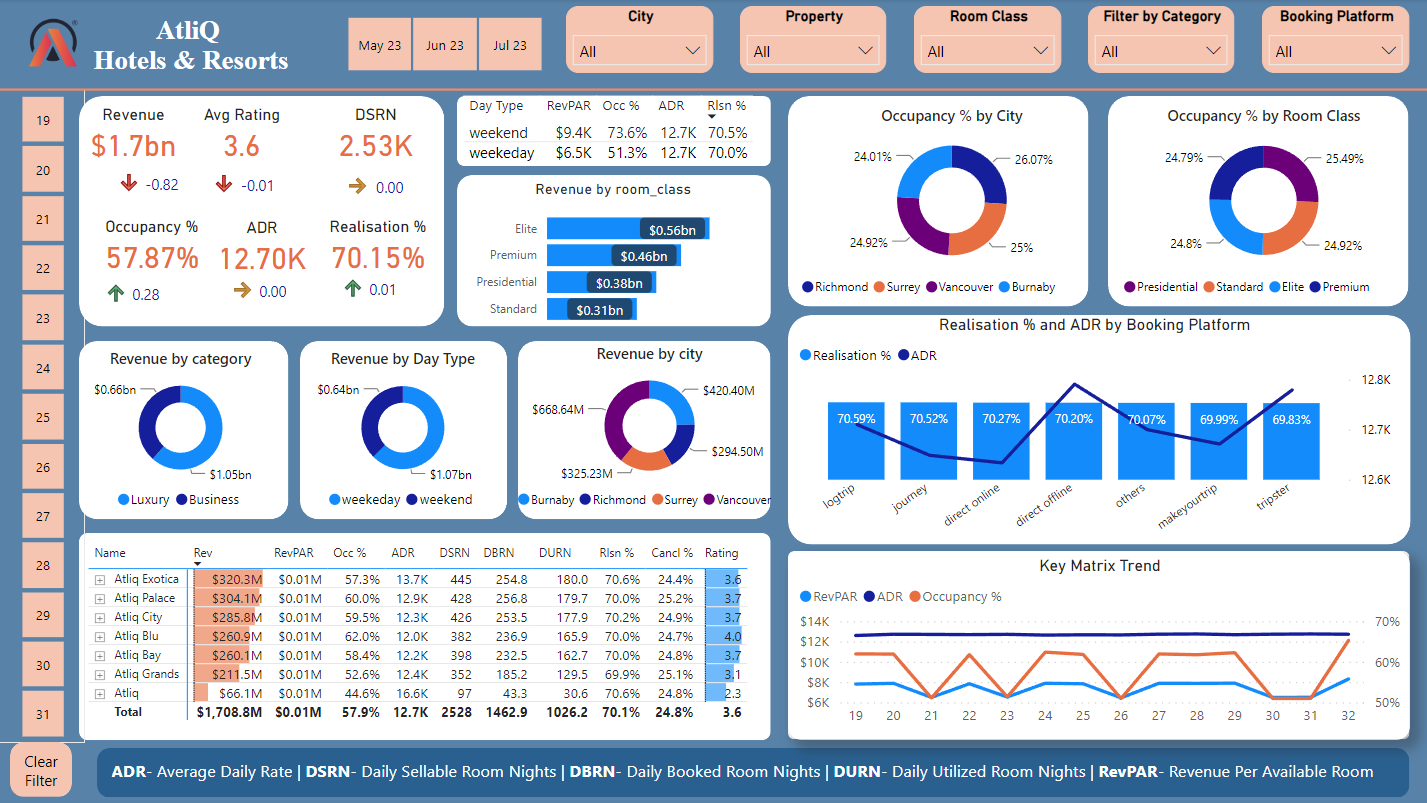 AtliQ
Hotels & Resorts
May 23 Jun 23 Jul 23
City
All
Property
All
Room Class
All
Filter by Category
All
Booking Platform
All
19
20
21
22
23
24
25
26
27
28
29
30
31
Clear
Filter
Revenue Avg Rating DSRN
$1.7bn 3.6 2.53K
-0.82 -0.01 0.00
Occupancy % ADR Realisation %
57.87% 12.70K 70.15%
0.28 0.00 0.01
Day Type RevPAR Occ % ADR Rlsn %
weekend $9.4K 73.6% 12.7K 70.5%
weekeday $6.5K 51.3% 12.7K 70.0%
Revenue by room_class
Elite $0.56bn
Premium $0.46bn
Presidential $0.38bn
Standard $0.31bn
Occupancy % by City
24.01% 26.07%
24.92% 25%
Richmond Surrey Vancouver Burnaby
Occupancy % by Room Class
24.79% 25.49%
24.8% 24.92%
Presidential Standard Elite Premium
Revenue by category
$0.66bn
$1.05bn
Luxury Business
Revenue by Day Type
$0.64bn
$1.07bn
weekeday weekend
Revenue by city
$420.40M
$668.64M
$294.50M
$325.23M
Burnaby Richmond Surrey Vancouver
Realisation % and ADR by Booking Platform
Realisation % ADR
12.8K
70.59% 70.52% 70.27% 70.20% 70.07% 69.99% 69.83%
12.7K
12.6K
logtrip journey direct online direct offline others makeyourtrip tripster
Name Rev RevPAR Occ % ADR DSRN DBRN DURN Rlsn % Cancl % Rating
Atliq Exotica $320.3M $0.01M 57.3% 13.7K 445 254.8 180.0 70.6% 24.4% 3.6
Atliq Palace $304.1M $0.01M 60.0% 12.9K 428 256.8 179.7 70.0% 25.2% 3.7
Atliq City $285.8M $0.01M 59.5% 12.3K 426 253.5 177.9 70.2% 24.9% 3.7
Atliq Blu $260.9M $0.01M 62.0% 12.0K 382 236.9 165.9 70.0% 24.7% 4.0
Atliq Bay $260.1M $0.01M 58.4% 12.2K 398 232.5 162.7 70.0% 24.8% 3.7
Atliq Grands $211.5M $0.01M 52.6% 12.4K 352 185.2 129.5 69.9% 25.1% 3.1
Atliq $66.1M $0.01M 44.6% 16.6K 97 43.3 30.6 70.6% 24.8% 2.3
Total $1,708.8M $0.01M 57.9% 12.7K 2528 1462.9 1026.2 70.1% 24.8% 3.6
Key Matrix Trend
RevPAR ADR Occupancy %
$14K 70%
$12K
$10K 60%
$8K
$6K 50%
19 20 21 22 23 24 25 26 27 28 29 30 31 32
ADR- Average Daily Rate | DSRN- Daily Sellable Room Nights | DBRN- Daily Booked Room Nights | DURN- Daily Utilized Room Nights | RevPAR- Revenue Per Available Room